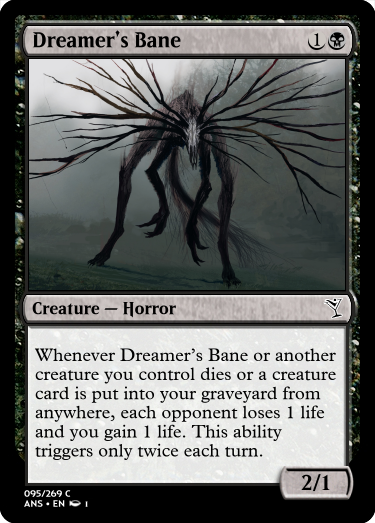 Dreamer's Bane 1
Creature — Horror
Whenever Dreamer's Bane or another
creature you control dies or a creature
card is put into your graveyard from
anywhere, each opponent loses 1 life
and you gain 1 life. This ability
triggers only twice each turn.
2/1
095/269 C
ANS • EN 1